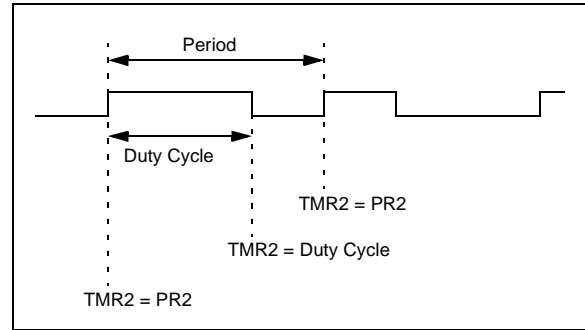 Period
Duty Cycle
TMR2 = PR2
TMR2 = Duty Cycle
TMR2 = PR2